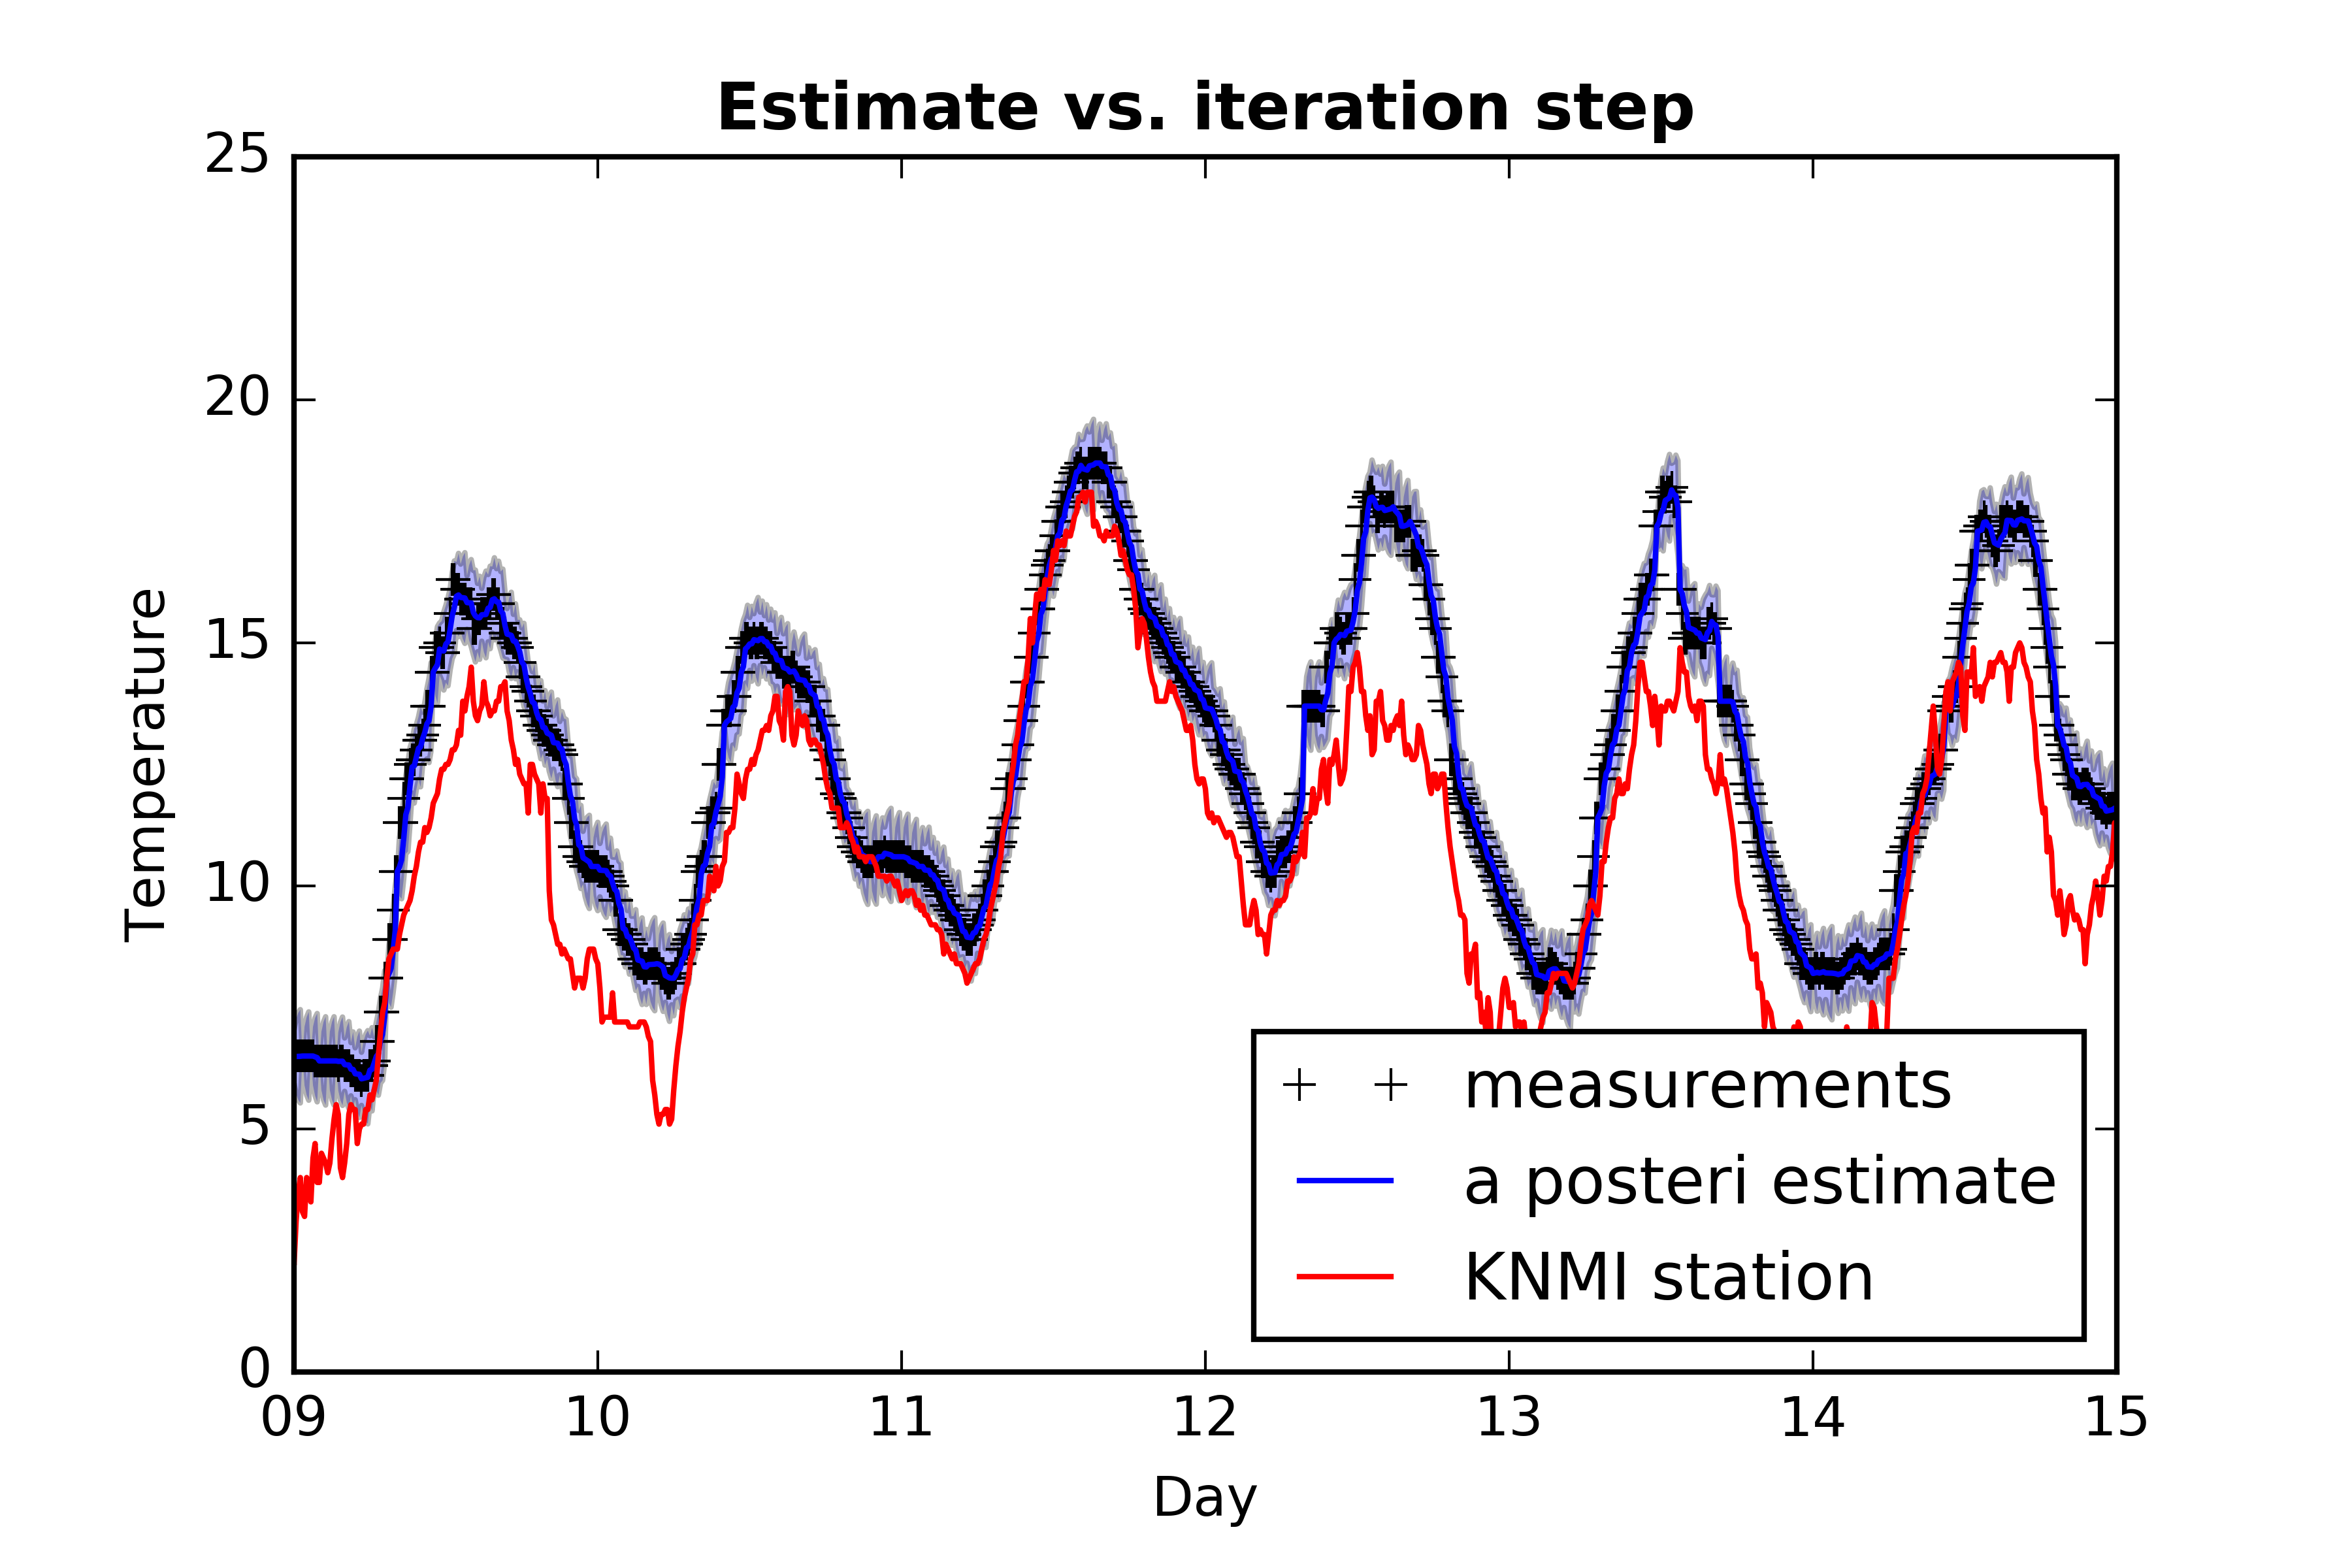 Estimate vs. iteration step
25
20
15
10
5
0
Temperature
09 10 11 12 13 14 15
Day
measurements
a posteri estimate
KNMI station